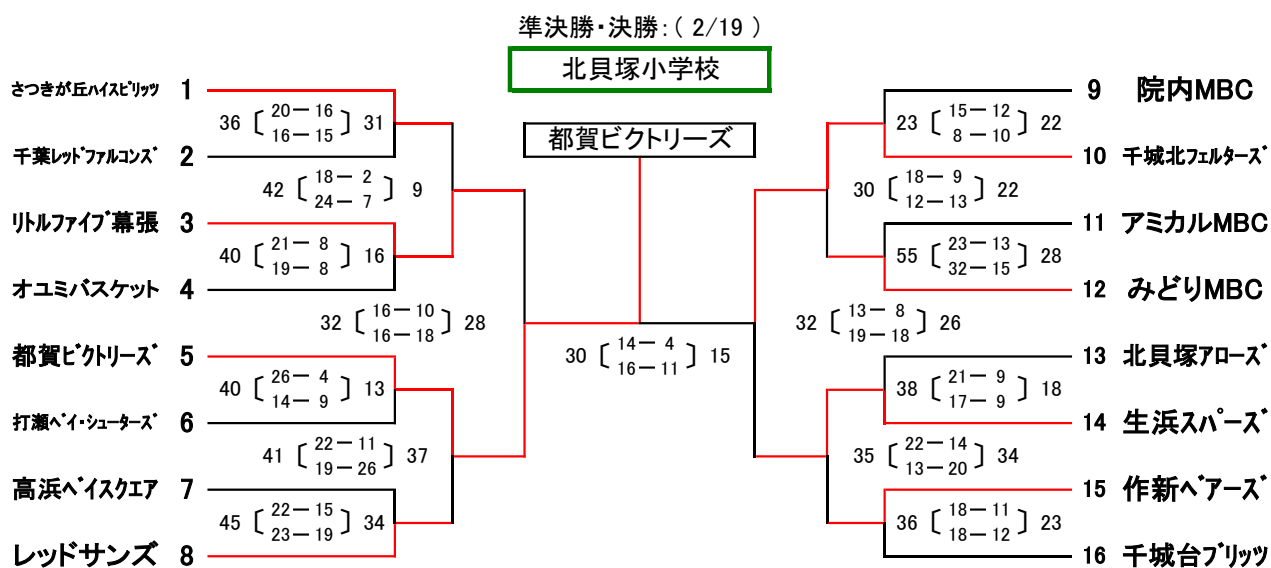 準決勝・決勝:( 2/19 )
北貝塚小学校
都賀ビクトリーズ
さつきが丘ﾊｲｽﾋﾟﾘｯﾂ 1
36 20－16 31
16－15
千葉ﾚｯﾄﾞﾌｧﾙｺﾝｽﾞ 2
42 18－2 9
24－7
ﾘﾄﾙﾌｧｲﾌﾞ幕張 3
40 21－8 16
19－8
オユミバスケット 4
32 16－10 28
16－18
都賀ﾋﾞｸﾄﾘｰｽﾞ 5
40 26－4 13
14－9
打瀬ﾍﾞｲ・ｼｭｰﾀｰｽﾞ 6
41 22－11 37
19－26
高浜ﾍﾞｲｽｸｴｱ 7
45 22－15 34
23－19
レッドサンズ 8
30 14－4 15
16－11
9 院内MBC
23 15－12 22
8－10
10 千城北ﾌｪﾙﾀｰｽﾞ
30 18－9 22
12－13
11 アミカルMBC
55 23－13 28
32－15
12 みどりMBC
32 13－8 26
19－18
13 北貝塚ｱﾛｰｽﾞ
38 21－9 18
17－9
14 生浜ｽﾊﾟｰｽﾞ
35 22－14 34
13－20
15 作新ﾍﾞｱｰｽﾞ
36 18－11 23
18－12
16 千城台ﾌﾞﾘｯﾂ